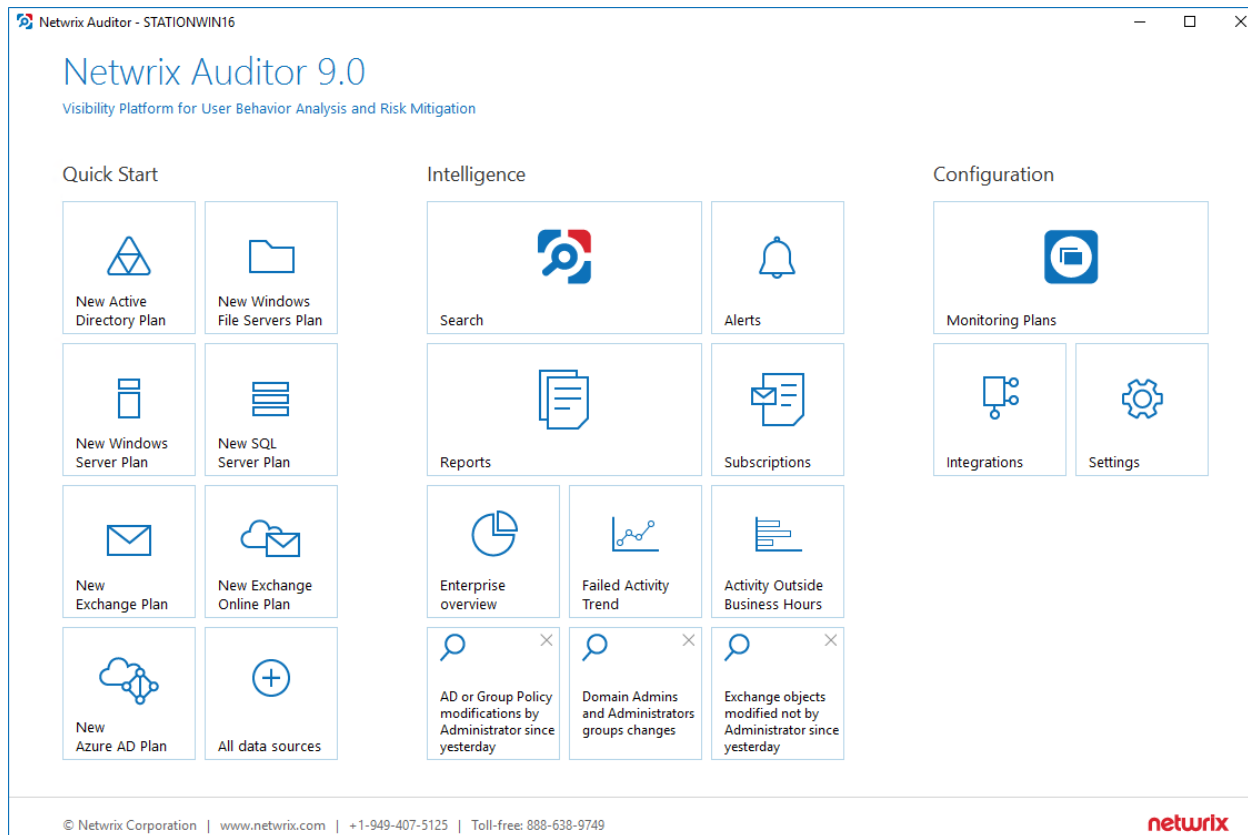 Netwrix Auditor - STATIONWIN16
Netwrix Auditor 9.0
Visibility Platform for User Behavior Analysis and Risk Mitigation
Quick Start
New Active
Directory Plan
New Windows
File Servers Plan
New Windows
Server Plan
New SQL
Server Plan
New
Exchange Plan
New Exchange
Online Plan
New
Azure AD Plan
All data sources
Intelligence
Search
Alerts
Reports
Subscriptions
Enterprise
overview
Failed Activity
Trend
Activity Outside
Business Hours
AD or Group Policy
modifications by
Administrator since
yesterday
Domain Admins
and Administrators
groups changes
Exchange objects
modified not by
Administrator since
yesterday
Configuration
Monitoring Plans
Integrations
Settings
© Netwrix Corporation | www.netwrix.com | +1-949-407-5125 | Toll-free: 888-638-9749
netwrix